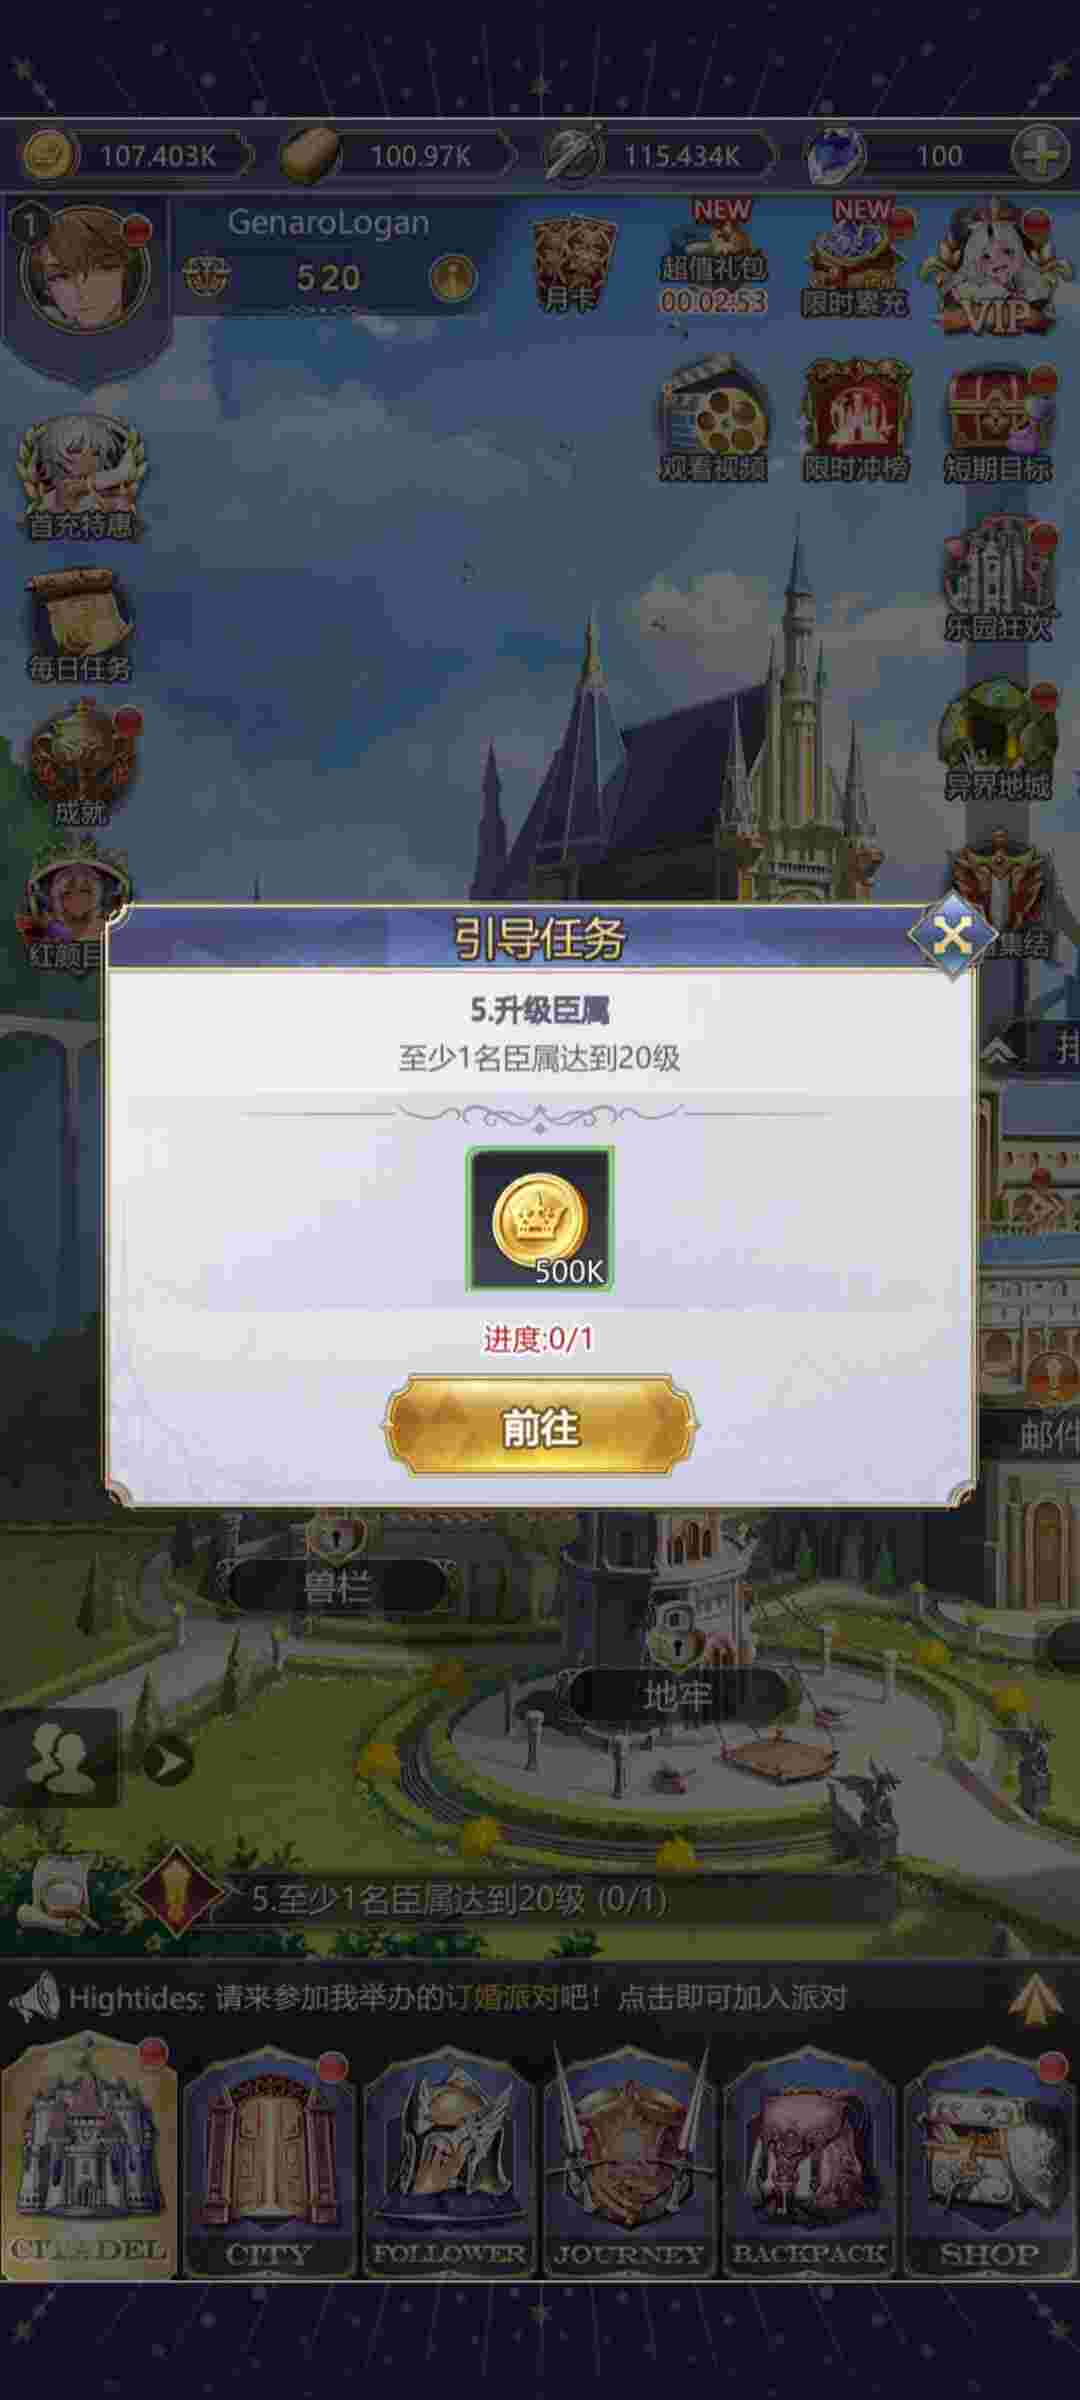 107.403K
100.97K
115.434K
100
1
GenaroLogan
520
月卡
NEW
超值礼包
00:02:53
NEW
限时累充
VIP
观看视频
限时冲榜
短期目标
首充特惠
乐园狂欢
每日任务
异界地城
成就
红颜目
集结
引导任务
5.升级臣属
至少1名臣属达到20级
500K
进度:0/1
前往
排
邮件
兽栏
地牢
5.至少1名臣属达到20级 (0/1)
Hightides: 请来参加我举办的订婚派对吧! 点击即可加入派对
CITADEL
CITY
FOLLOWER
JOURNEY
BACKPACK
SHOP